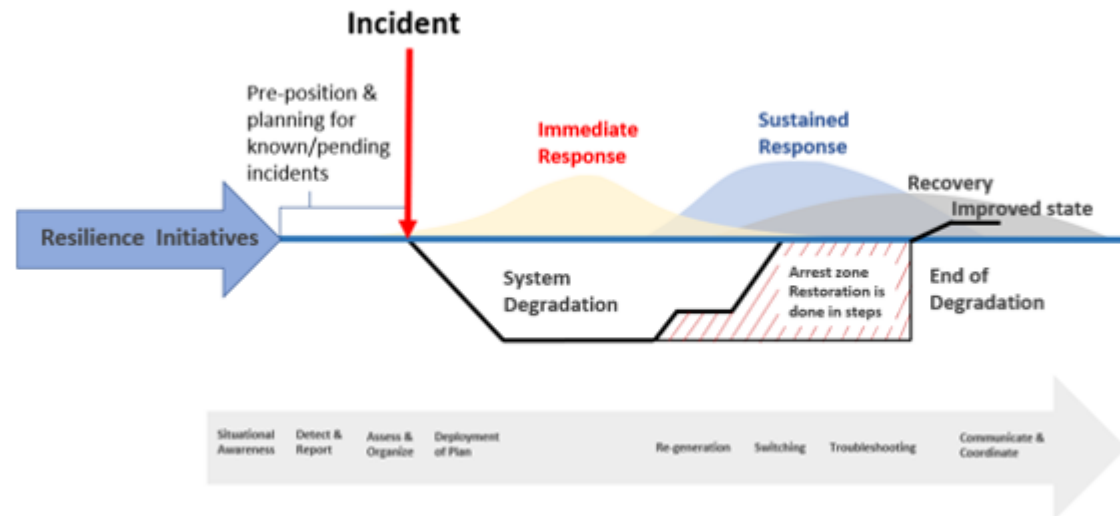 Incident
Pre-position &
planning for
known/pending
incidents
Immediate
Response
Sustained
Response
Recovery
Improved state
Resilience Initiatives
System
Degradation
Arrest zone
Restoration is
done in steps
End of
Degradation
Situational
Awareness
Detect &
Report
Assess &
Organize
Deployment
of Plan
Re-generation
Switching
Troubleshooting
Communicate &
Coordinate